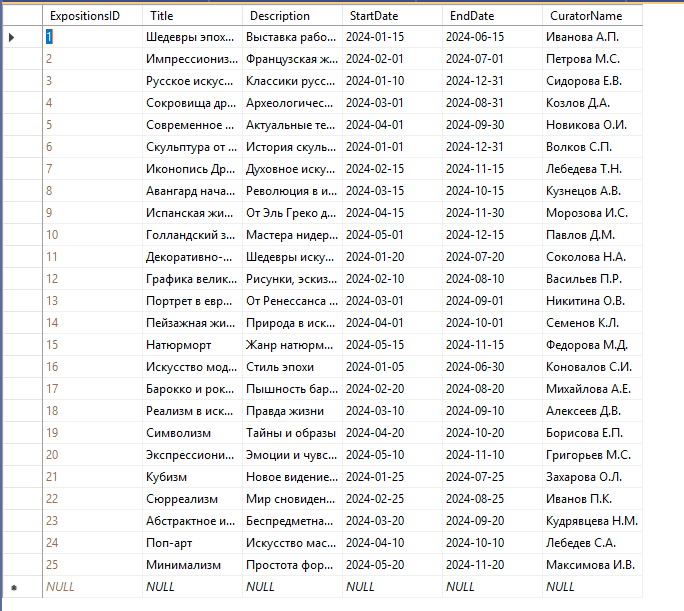 ExpositionsID Title Description StartDate EndDate CuratorName
1 Шедевры эпох... Выставка рабо... 2024-01-15 2024-06-15 Иванова А.П.
2 Импрессиониз... Французская ж... 2024-02-01 2024-07-01 Петрова М.С.
3 Русское искус... Классики русс... 2024-01-10 2024-12-31 Сидорова Е.В.
4 Сокровища др... Археологичес... 2024-03-01 2024-08-31 Козлов Д.А.
5 Современное ... Актуальные те... 2024-04-01 2024-09-30 Новикова О.И.
6 Скульптура от ... История скуль... 2024-01-01 2024-12-31 Волков С.П.
7 Иконопись Др... Духовное иску... 2024-02-15 2024-11-15 Лебедева Т.Н.
8 Авангард нача... Революция в и... 2024-03-15 2024-10-15 Кузнецов А.В.
9 Испанская жи... От Эль Греко д... 2024-04-15 2024-11-30 Морозова И.С.
10 Голландский з... Мастера нидер... 2024-05-01 2024-12-15 Павлов Д.М.
11 Декоративно-... Шедевры иску... 2024-01-20 2024-07-20 Соколова Н.А.
12 Графика велик... Рисунки, эскиз... 2024-02-10 2024-08-10 Васильев П.Р.
13 Портрет в евр... От Ренессанса ... 2024-03-01 2024-09-01 Никитина О.В.
14 Пейзажная жи... Природа в иск... 2024-04-01 2024-10-01 Семенов К.Л.
15 Натюрморт Жанр натюрм... 2024-05-15 2024-11-15 Федорова М.Д.
16 Искусство мод... Стиль эпохи 2024-01-05 2024-06-30 Коновалов С.И.
17 Барокко и рок... Пышность бар... 2024-02-20 2024-08-20 Михайлова А.Е.
18 Реализм в иск... Правда жизни 2024-03-10 2024-09-10 Алексеев Д.В.
19 Символизм Тайны и образы 2024-04-20 2024-10-20 Борисова Е.П.
20 Экспрессиони... Эмоции и чувс... 2024-05-10 2024-11-10 Григорьев М.С.
21 Кубизм Новое видение... 2024-01-25 2024-07-25 Захарова О.Л.
22 Сюрреализм Мир сновиден... 2024-02-25 2024-08-25 Иванов П.К.
23 Абстрактное и... Беспредметна... 2024-03-20 2024-09-20 Кудрявцева Н.М.
24 Поп-арт Искусство мас... 2024-04-10 2024-10-10 Лебедев С.А.
25 Минимализм Простота фор... 2024-05-20 2024-11-20 Максимова И.В.
NULL NULL NULL NULL NULL NULL